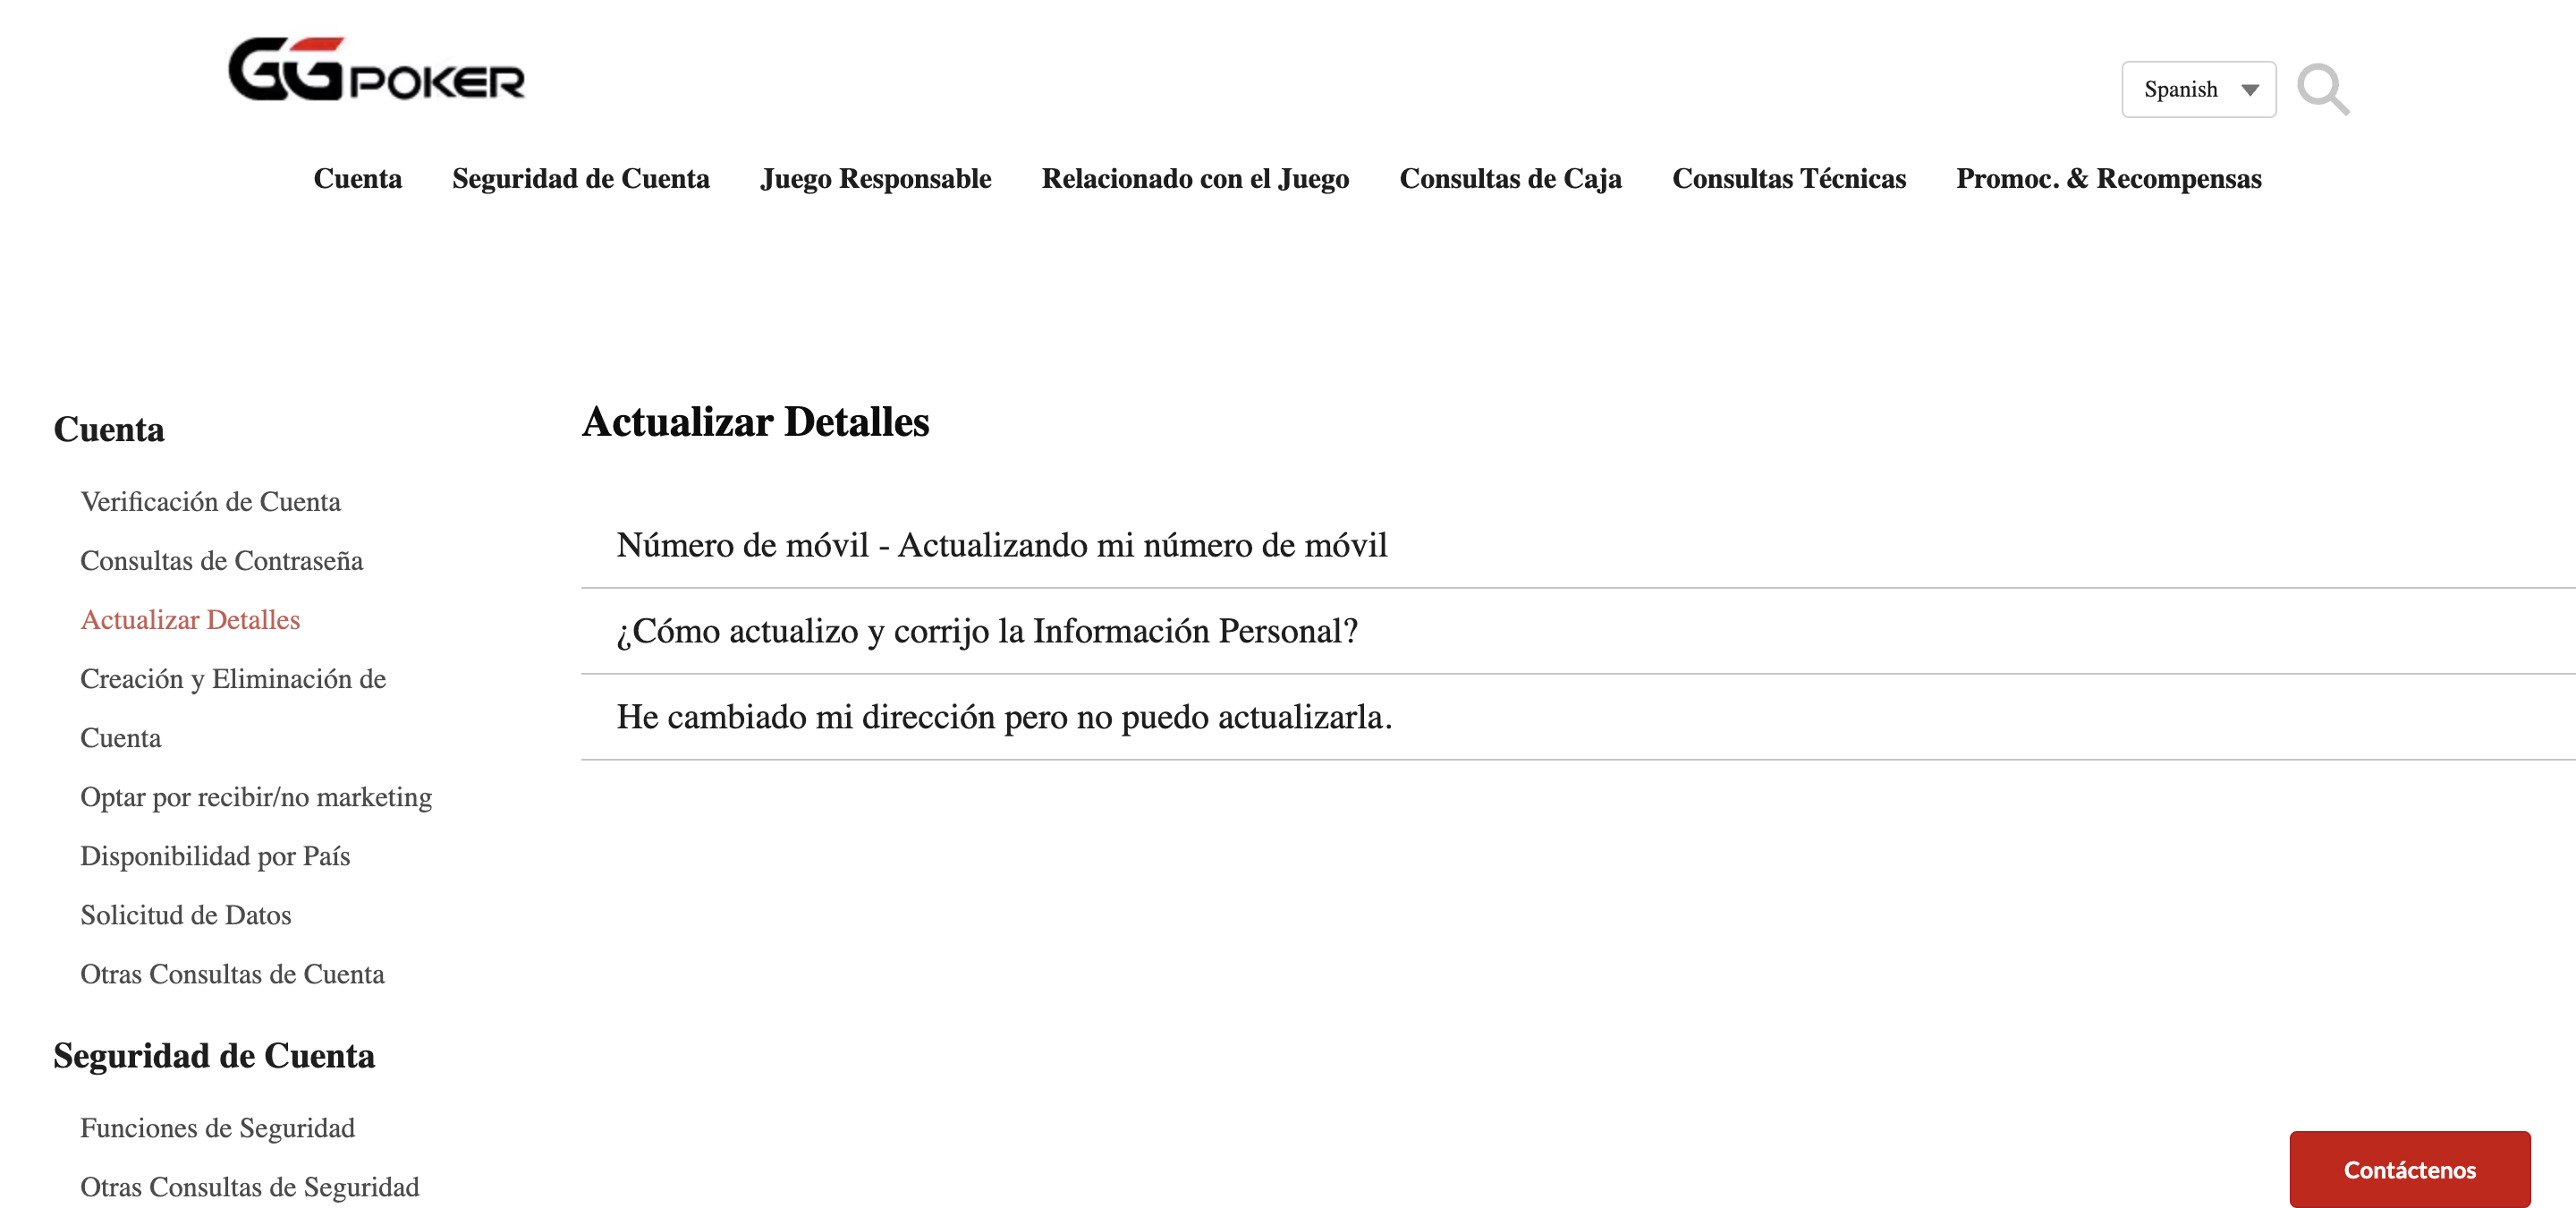 GGPOKER
Spanish
Cuenta Seguridad de Cuenta Juego Responsable Relacionado con el Juego Consultas de Caja Consultas Técnicas Promoc. & Recompensas
Cuenta
Verificación de Cuenta
Consultas de Contraseña
Actualizar Detalles
Creación y Eliminación de
Cuenta
Optar por recibir/no marketing
Disponibilidad por País
Solicitud de Datos
Otras Consultas de Cuenta
Seguridad de Cuenta
Funciones de Seguridad
Otras Consultas de Seguridad
Actualizar Detalles
Número de móvil - Actualizando mi número de móvil
¿Cómo actualizo y corrijo la Información Personal?
He cambiado mi dirección pero no puedo actualizarla.
Contáctenos